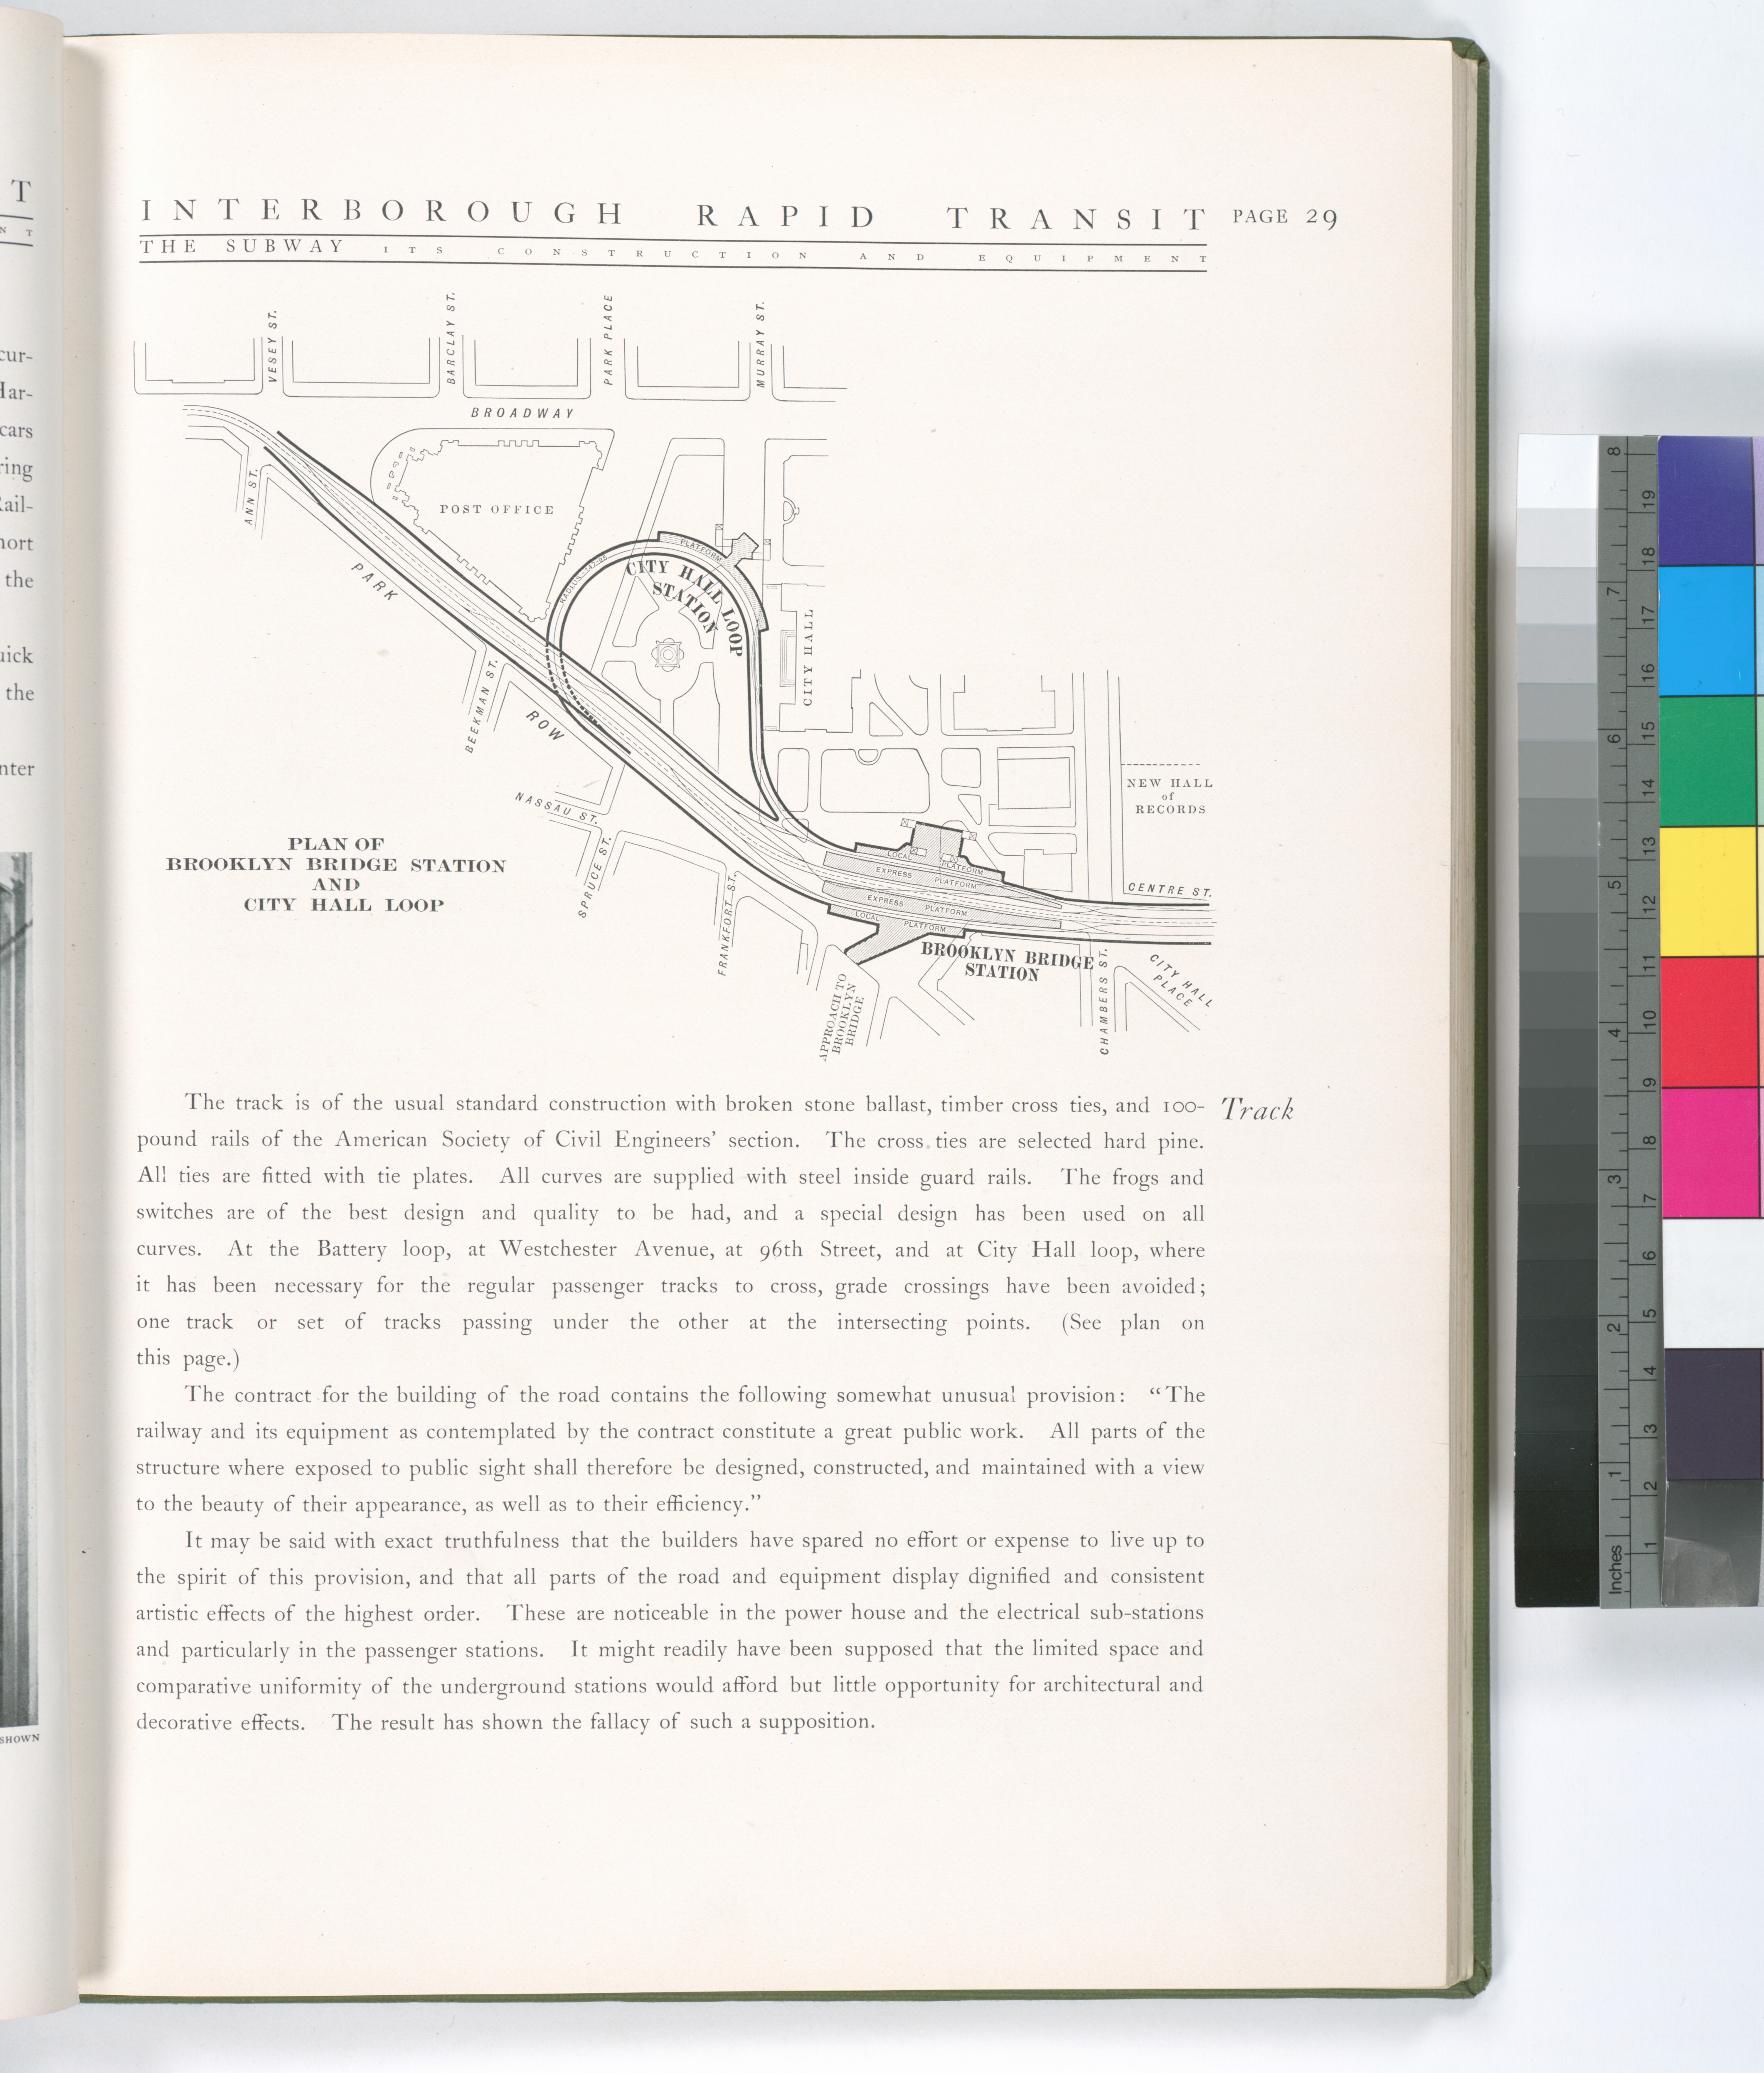 INTERBOROUGH RAPID TRANSIT PAGE 29
THE SUBWAY ITS CONSTRUCTION AND EQUIPMENT
VESEY ST.
BARCLAY ST.
PARK PLACE
MURRAY ST.
BROADWAY
ANN ST.
POST OFFICE
PARK
ROW
PLATFORM
CITY HALL LOOP
STATION
CITY HALL
BEEKMAN ST.
NASSAU ST.
SPRUCE ST.
FRANKFORT ST.
NEW HALL
of
RECORDS
PLAN OF
BROOKLYN BRIDGE STATION
AND
CITY HALL LOOP
LOCAL PLATFORM
EXPRESS PLATFORM
EXPRESS PLATFORM
LOCAL PLATFORM
CENTRE ST.
BROOKLYN BRIDGE
STATION
CHAMBERS ST.
CITY HALL
PLACE
APPROACH TO
BROOKLYN
BRIDGE
The track is of the usual standard construction with broken stone ballast, timber cross ties, and 100- Track
pound rails of the American Society of Civil Engineers' section. The cross ties are selected hard pine.
All ties are fitted with tie plates. All curves are supplied with steel inside guard rails. The frogs and
switches are of the best design and quality to be had, and a special design has been used on all
curves. At the Battery loop, at Westchester Avenue, at 96th Street, and at City Hall loop, where
it has been necessary for the regular passenger tracks to cross, grade crossings have been avoided;
one track or set of tracks passing under the other at the intersecting points. (See plan on
this page.)
The contract for the building of the road contains the following somewhat unusual provision: "The
railway and its equipment as contemplated by the contract constitute a great public work. All parts of the
structure where exposed to public sight shall therefore be designed, constructed, and maintained with a view
to the beauty of their appearance, as well as to their efficiency."
It may be said with exact truthfulness that the builders have spared no effort or expense to live up to
the spirit of this provision, and that all parts of the road and equipment display dignified and consistent
artistic effects of the highest order. These are noticeable in the power house and the electrical sub-stations
and particularly in the passenger stations. It might readily have been supposed that the limited space and
comparative uniformity of the underground stations would afford but little opportunity for architectural and
decorative effects. The result has shown the fallacy of such a supposition.
T
N T
cur-
Har-
cars
ring
Rail-
hort
the
uick
the
nter
SHOWN
8
7
6
5
4
3
2
1
Inches
19
18
17
16
15
14
13
12
11
10
9
8
7
6
5
4
3
2
1